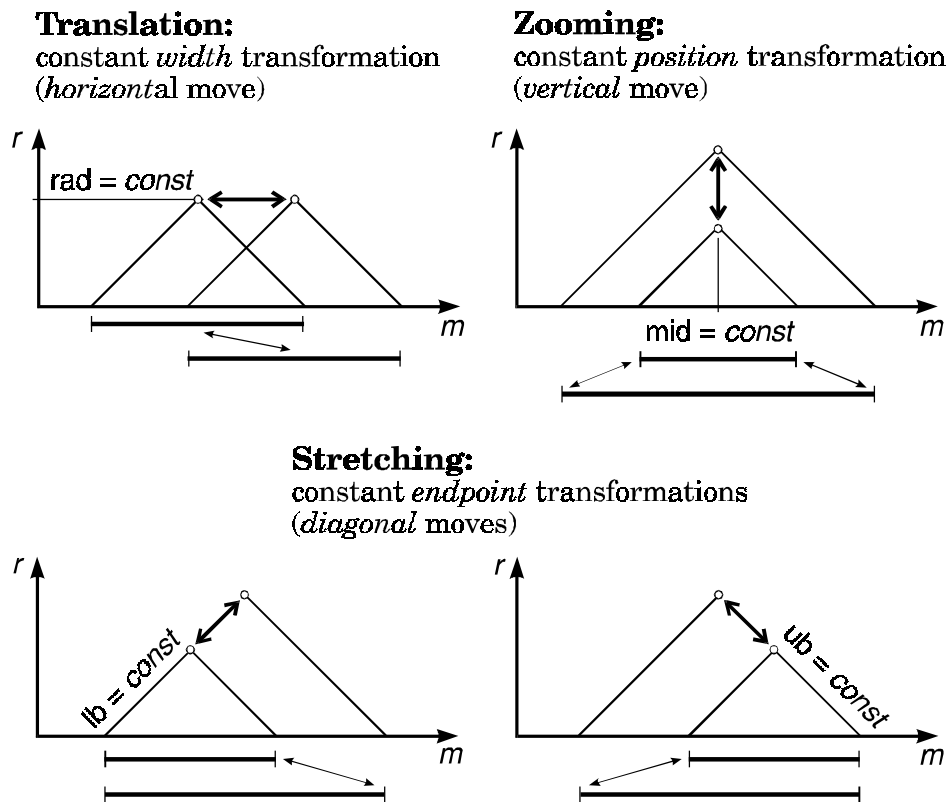 Translation:
constant width transformation
(horizontal move)
r
rad = const
m
Zooming:
constant position transformation
(vertical move)
r
m
mid = const
Stretching:
constant endpoint transformations
(diagonal moves)
r
lb = const
m
r
ub = const
m